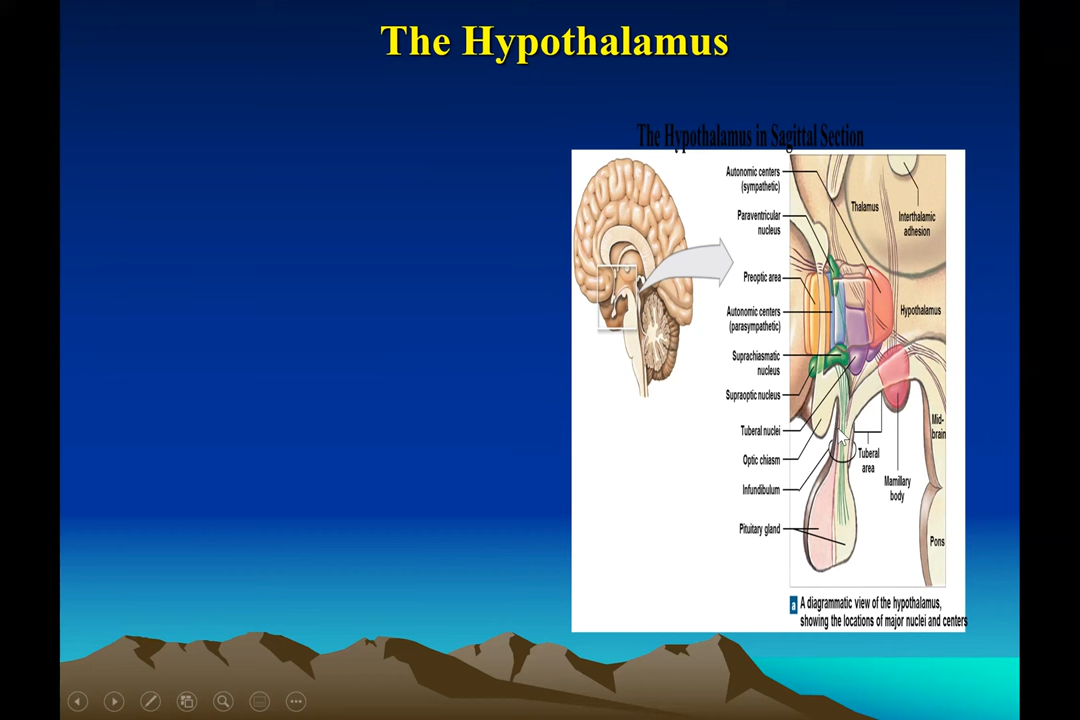 The Hypothalamus
The Hypothalamus in Sagittal Section
Autonomic centers
(sympathetic)
Paraventricular
nucleus
Preoptic area
Autonomic centers
(parasympathetic)
Suprachiasmatic
nucleus
Supraoptic nucleus
Tuberal nuclei
Optic chiasm
Infundibulum
Pituitary gland
Thalamus
Interthalamic
adhesion
Hypothalamus
Mid-
brain
Tuberal
area
Mamillary
body
Pons
a A diagrammatic view of the hypothalamus,
showing the locations of major nuclei and centers